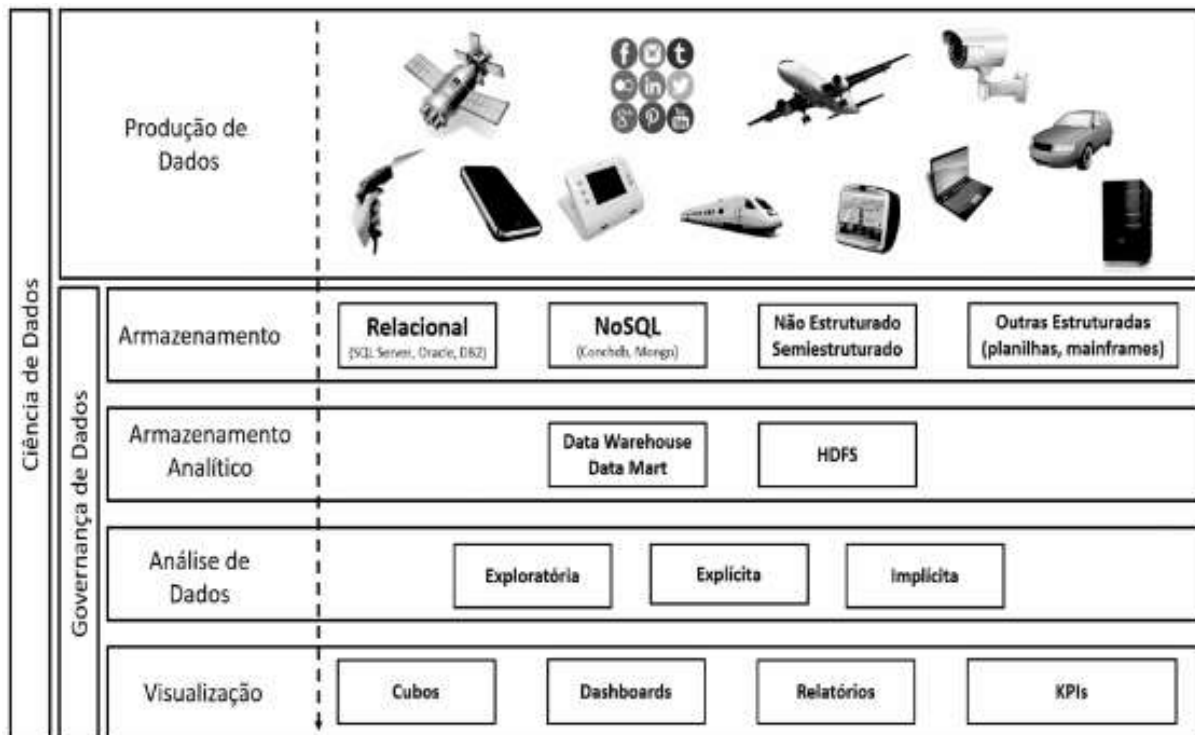 Ciência de Dados
Produção de
Dados
Governança de Dados
Armazenamento
Relacional
(SQL Server, Oracle, DB2)
NoSQL
(Conchdb, Mongo)
Não Estruturado
Semiestruturado
Outras Estruturadas
(planilhas, mainframes)
Armazenamento
Analítico
Data Warehouse
Data Mart
HDFS
Análise de
Dados
Exploratória
Explícita
Implícita
Visualização
Cubos
Dashboards
Relatórios
KPIs